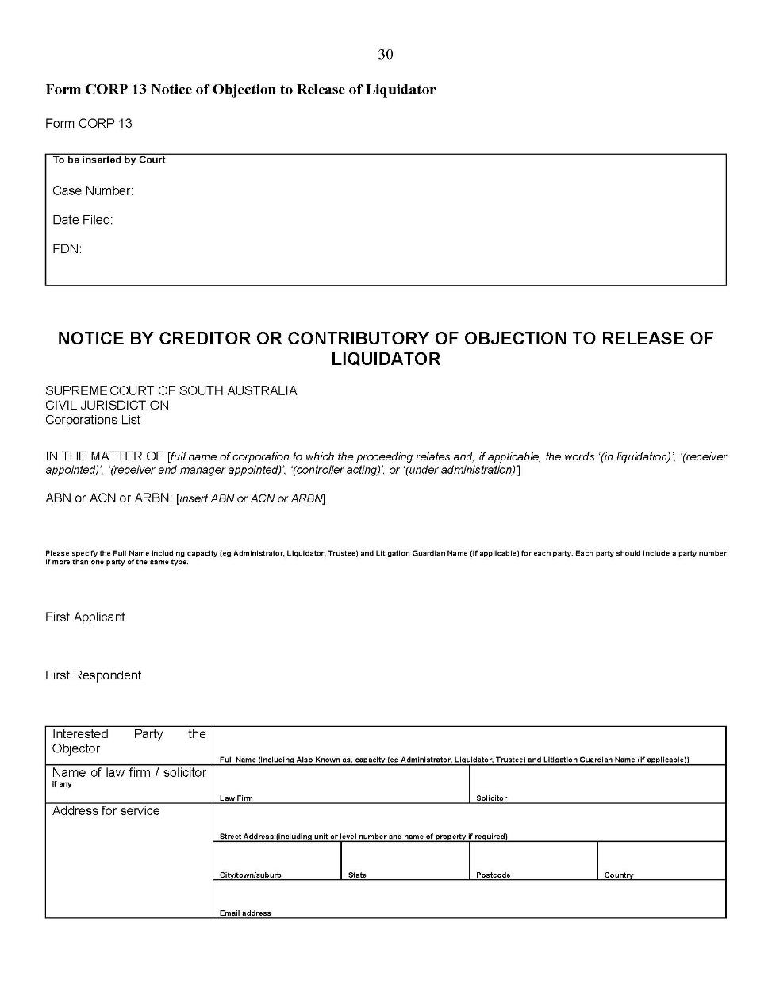 30
Form CORP 13 Notice of Objection to Release of Liquidator
Form CORP 13
To be inserted by Court
Case Number:
Date Filed:
FDN:
NOTICE BY CREDITOR OR CONTRIBUTORY OF OBJECTION TO RELEASE OF
LIQUIDATOR
SUPREME COURT OF SOUTH AUSTRALIA
CIVIL JURISDICTION
Corporations List
IN THE MATTER OF [full name of corporation to which the proceeding relates and, if applicable, the words ‘(in liquidation)’, ‘(receiver
appointed)’, ‘(receiver and manager appointed)’, ‘(controller acting)’, or ‘(under administration)’]
ABN or ACN or ARBN: [insert ABN or ACN or ARBN]
Please specify the Full Name including capacity (eg Administrator, Liquidator, Trustee) and Litigation Guardian Name (if applicable) for each party. Each party should include a party number
if more than one party of the same type.
First Applicant
First Respondent
Interested Party the
Objector
Full Name (including Also Known as, capacity (eg Administrator, Liquidator, Trustee) and Litigation Guardian Name (if applicable))
Name of law firm / solicitor
If any
Law Firm
Solicitor
Address for service
Street Address (including unit or level number and name of property if required)
City/town/suburb
State
Postcode
Country
Email address